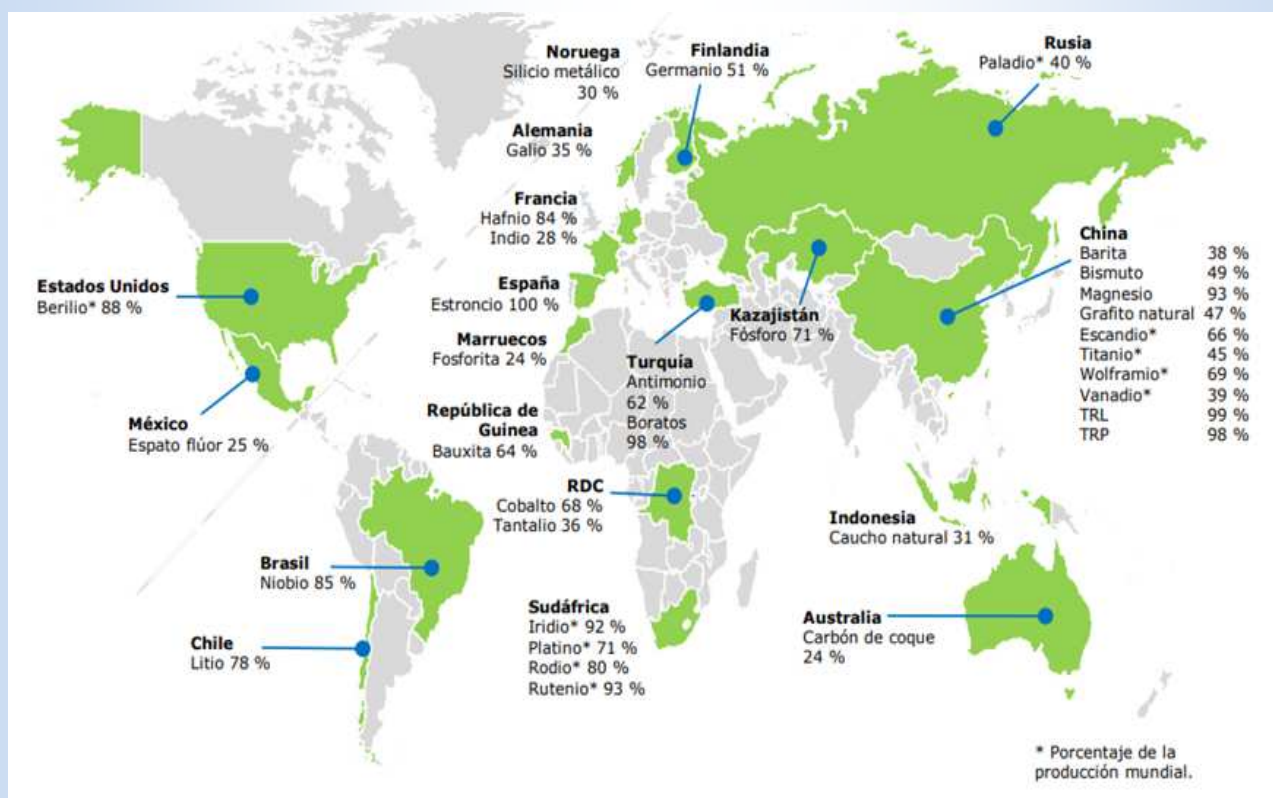 Noruega
Silicio metálico
30 %
Finlandia
Germanio 51 %
Rusia
Paladio* 40 %
Alemania
Galio 35 %
Francia
Hafnio 84 %
Indio 28 %
China
Barita 38 %
Bismuto 49 %
Magnesio 93 %
Grafito natural 47 %
Escandio* 66 %
Titanio* 45 %
Wolframio* 69 %
Vanadio* 39 %
TRL 99 %
TRP 98 %
Estados Unidos
Berilio* 88 %
España
Estroncio 100 %
Kazajistán
Fósforo 71 %
Marruecos
Fosforita 24 %
Turquía
Antimonio
62 %
Boratos
98 %
México
Espato flúor 25 %
República de
Guinea
Bauxita 64 %
RDC
Cobalto 68 %
Tantalio 36 %
Indonesia
Caucho natural 31 %
Brasil
Niobio 85 %
Sudáfrica
Iridio* 92 %
Platino* 71 %
Rodio* 80 %
Rutenio* 93 %
Australia
Carbón de coque
24 %
Chile
Litio 78 %
* Porcentaje de la
producción mundial.